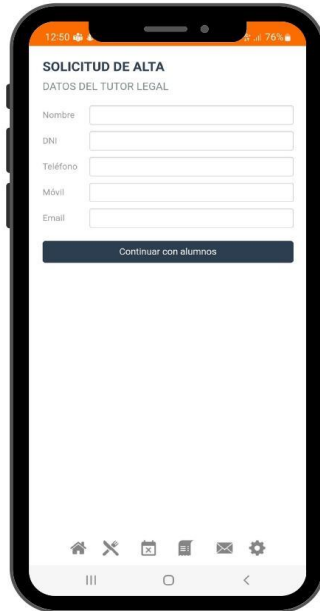 12:50
76%
SOLICITUD DE ALTA
DATOS DEL TUTOR LEGAL
Nombre
DNI
Teléfono
Móvil
Email
Continuar con alumnos